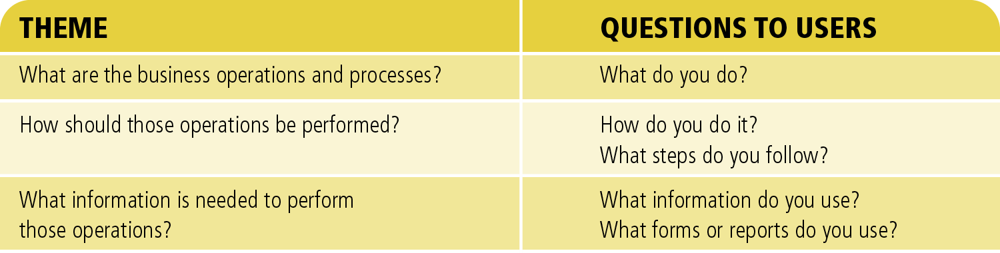 THEME
QUESTIONS TO USERS
What are the business operations and processes?
What do you do?
How should those operations be performed?
How do you do it?
What steps do you follow?
What information is needed to perform
those operations?
What information do you use?
What forms or reports do you use?